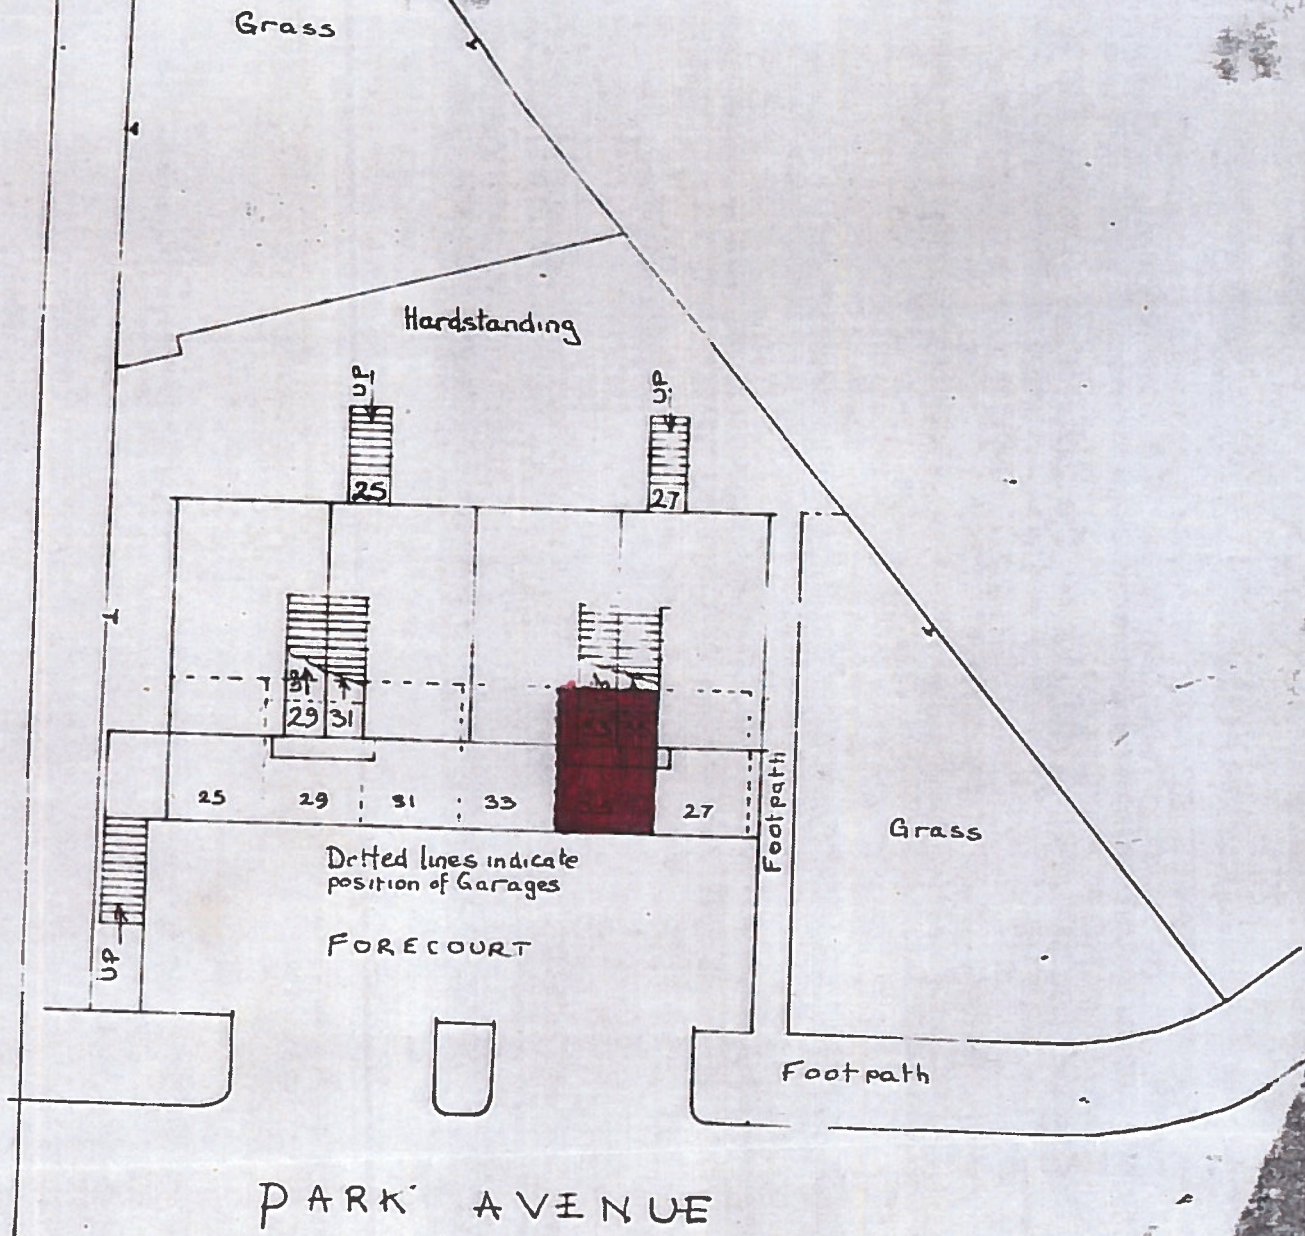 Grass
Hardstanding
UP
UP
25
27
29
31
25
29
31
33
27
Footpath
Grass
Dotted lines indicate
position of Garages
FORECOURT
UP
Footpath
PARK AVENUE